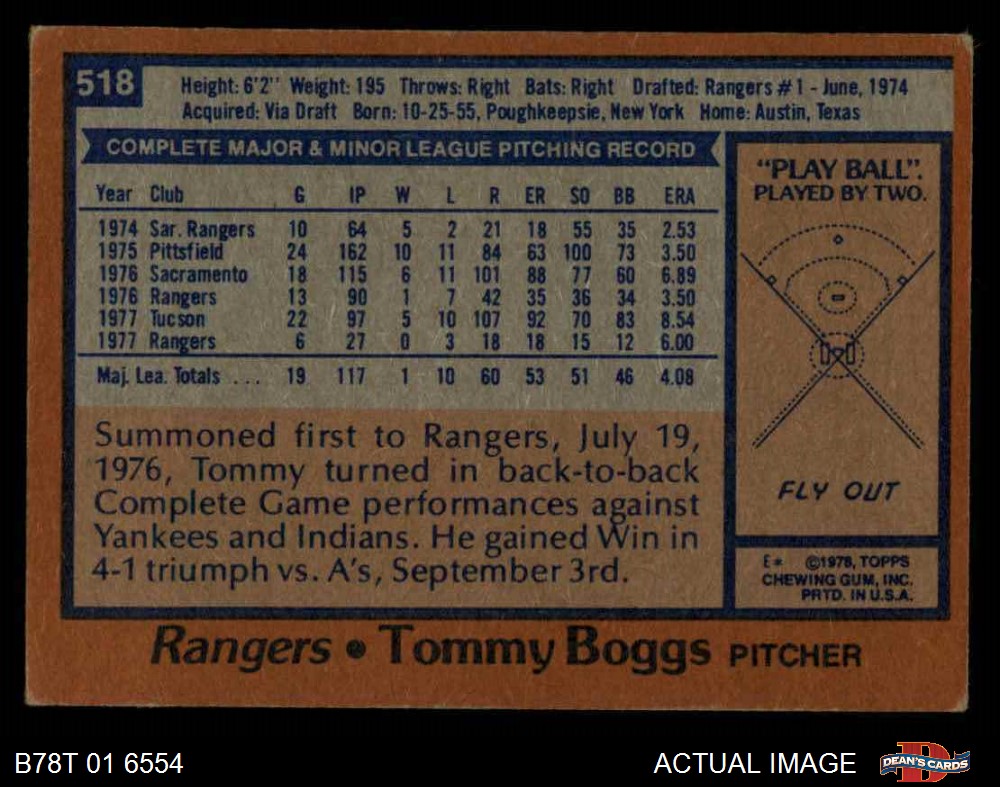 518
Height: 6'2" Weight: 195 Throws: Right Bats: Right Drafted: Rangers #1 - June, 1974
Acquired: Via Draft Born: 10-25-55, Poughkeepsie, New York Home: Austin, Texas
COMPLETE MAJOR & MINOR LEAGUE PITCHING RECORD
Year Club G IP W L R ER SO BB ERA
1974 Sar. Rangers 10 64 5 2 21 18 55 35 2.53
1975 Pittsfield 24 162 10 11 84 63 100 73 3.50
1976 Sacramento 18 115 6 11 101 88 77 60 6.89
1976 Rangers 13 90 1 7 42 35 36 34 3.50
1977 Tucson 22 97 5 10 107 92 70 83 8.54
1977 Rangers 6 27 0 3 18 18 15 12 6.00
Maj. Lea. Totals ... 19 117 1 10 60 53 51 46 4.08
Summoned first to Rangers, July 19,
1976, Tommy turned in back-to-back
Complete Game performances against
Yankees and Indians. He gained Win in
4-1 triumph vs. A's, September 3rd.
"PLAY BALL".
PLAYED BY TWO.
FLY OUT
E* ©1978, TOPPS
CHEWING GUM, INC.
PRTD. IN U.S.A.
Rangers • Tommy Boggs PITCHER
B78T 01 6554
ACTUAL IMAGE
D
DEAN'S CARDS